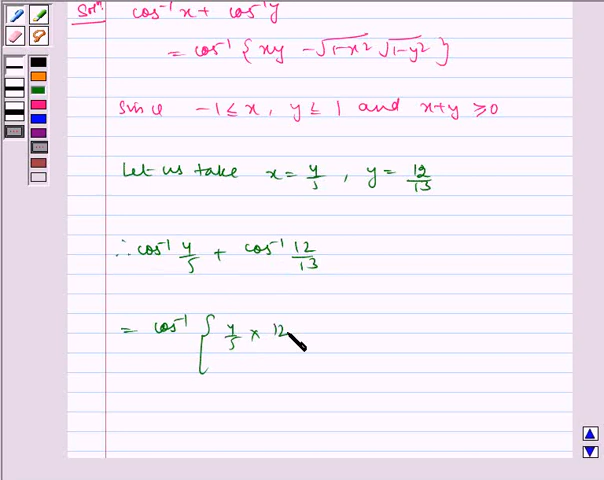 Solⁿ. cos⁻¹x + cos⁻¹y
= cos⁻¹ { xy − √1−x² √1−y² }
Since −1 ≤ x, y ≤ 1 and x+y ≥ 0
Let us take x = 4/5 , y = 12/13
∴ cos⁻¹ 4/5 + cos⁻¹ 12/13
= cos⁻¹ { 4/5 × 12